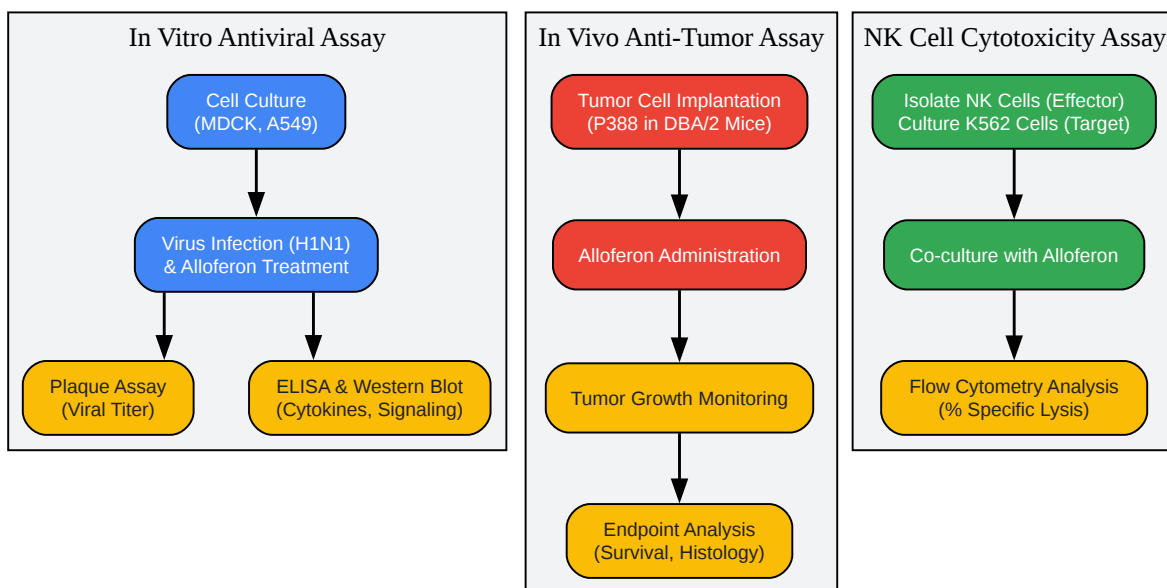 In Vitro Antiviral Assay
Cell Culture
(MDCK, A549)
Virus Infection (H1N1)
& Alloferon Treatment
Plaque Assay
(Viral Titer)
ELISA & Western Blot
(Cytokines, Signaling)
In Vivo Anti-Tumor Assay
Tumor Cell Implantation
(P388 in DBA/2 Mice)
Alloferon Administration
Tumor Growth Monitoring
Endpoint Analysis
(Survival, Histology)
NK Cell Cytotoxicity Assay
Isolate NK Cells (Effector)
Culture K562 Cells (Target)
Co-culture with Alloferon
Flow Cytometry Analysis
(% Specific Lysis)